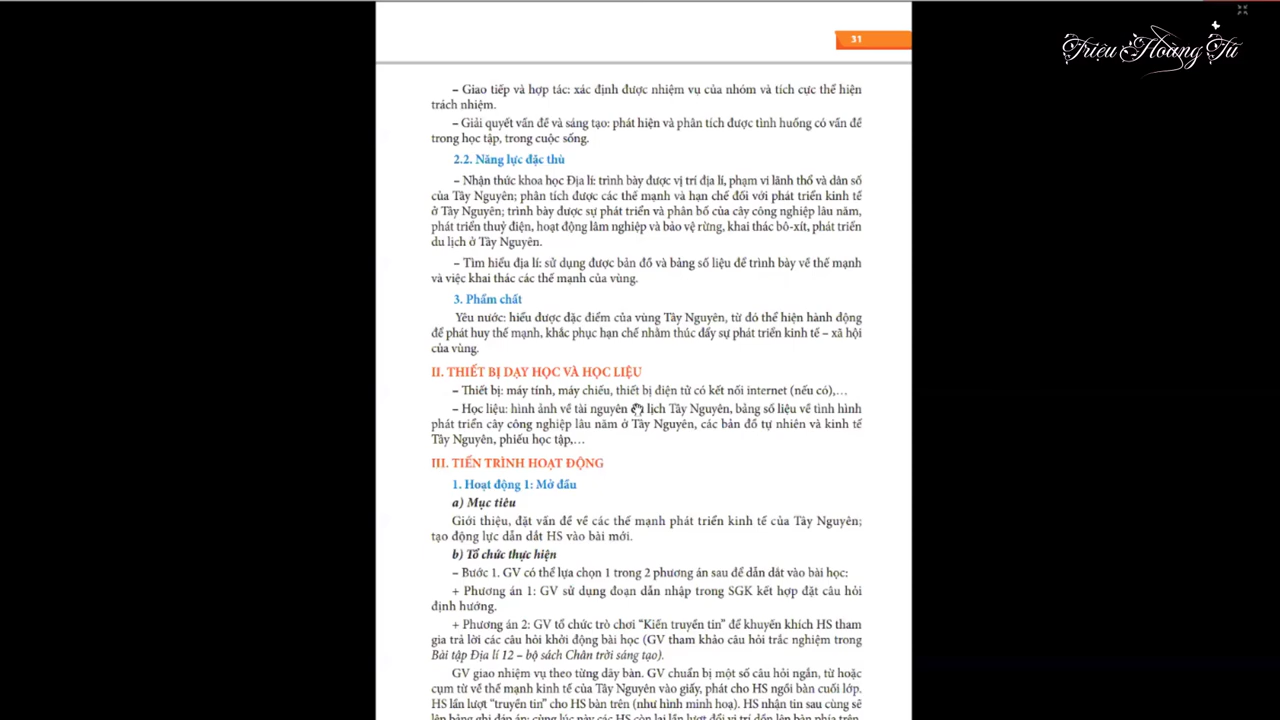 31
Triệu Hoàng Tú
– Giao tiếp và hợp tác: xác định được nhiệm vụ của nhóm và tích cực thể hiện
trách nhiệm.
– Giải quyết vấn đề và sáng tạo: phát hiện và phân tích được tình huống có vấn đề
trong học tập, trong cuộc sống.
2.2. Năng lực đặc thù
– Nhận thức khoa học Địa lí: trình bày được vị trí địa lí, phạm vi lãnh thổ và dân số
của Tây Nguyên; phân tích được các thế mạnh và hạn chế đối với phát triển kinh tế
ở Tây Nguyên; trình bày được sự phát triển và phân bố của cây công nghiệp lâu năm,
phát triển thuỷ điện, hoạt động lâm nghiệp và bảo vệ rừng, khai thác bô-xít, phát triển
du lịch ở Tây Nguyên.
– Tìm hiểu địa lí: sử dụng được bản đồ và bảng số liệu để trình bày về thế mạnh
và việc khai thác các thế mạnh của vùng.
3. Phẩm chất
Yêu nước: hiểu được đặc điểm của vùng Tây Nguyên, từ đó thể hiện hành động
để phát huy thế mạnh, khắc phục hạn chế nhằm thúc đẩy sự phát triển kinh tế – xã hội
của vùng.
II. THIẾT BỊ DẠY HỌC VÀ HỌC LIỆU
– Thiết bị: máy tính, máy chiếu, thiết bị điện tử có kết nối internet (nếu có),…
– Học liệu: hình ảnh về tài nguyên lịch Tây Nguyên, bảng số liệu về tình hình
phát triển cây công nghiệp lâu năm ở Tây Nguyên, các bản đồ tự nhiên và kinh tế
Tây Nguyên, phiếu học tập,…
III. TIẾN TRÌNH HOẠT ĐỘNG
1. Hoạt động 1: Mở đầu
a) Mục tiêu
Giới thiệu, đặt vấn đề về các thế mạnh phát triển kinh tế của Tây Nguyên;
tạo động lực dẫn dắt HS vào bài mới.
b) Tổ chức thực hiện
– Bước 1. GV có thể lựa chọn 1 trong 2 phương án sau để dẫn dắt vào bài học:
+ Phương án 1: GV sử dụng đoạn dẫn nhập trong SGK kết hợp đặt câu hỏi
định hướng.
+ Phương án 2: GV tổ chức trò chơi “Kiến truyền tin” để khuyến khích HS tham
gia trả lời các câu hỏi khởi động bài học (GV tham khảo câu hỏi trắc nghiệm trong
Bài tập Địa lí 12 – bộ sách Chân trời sáng tạo).
GV giao nhiệm vụ theo từng dãy bàn. GV chuẩn bị một số câu hỏi ngắn, từ hoặc
cụm từ về thế mạnh kinh tế của Tây Nguyên vào giấy, phát cho HS ngồi bàn cuối lớp.
HS lần lượt “truyền tin” cho HS bàn trên (như hình minh hoạ). HS nhận tin sau cùng sẽ
lên bảng ghi đáp án; cùng lúc này các HS còn lại lần lượt đổi vị trí dồn lên bàn phía trên.